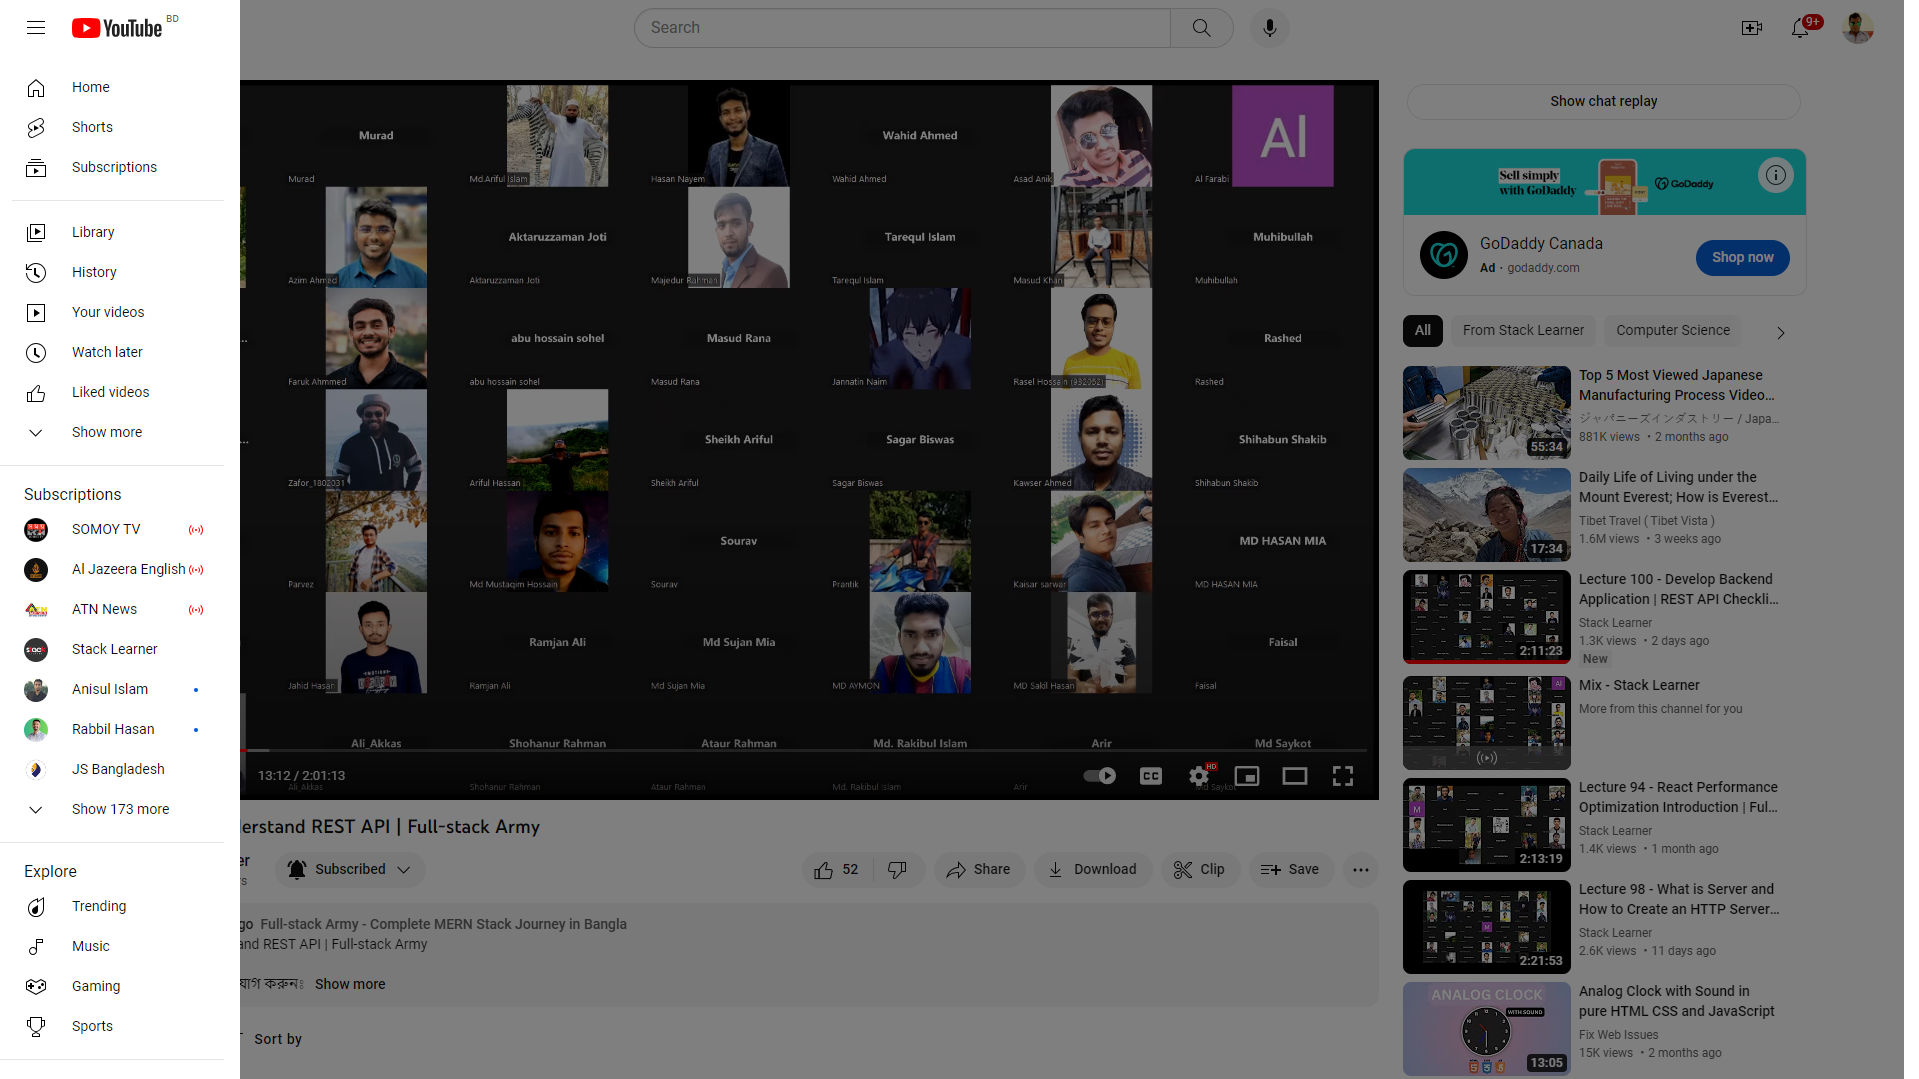 YouTube BD
Search
9+
Home
Shorts
Subscriptions
Library
History
Your videos
Watch later
Liked videos
Show more
Subscriptions
SOMOY TV
Al Jazeera English
ATN News
Stack Learner
Anisul Islam
Rabbil Hasan
JS Bangladesh
Show 173 more
Explore
Trending
Music
Gaming
Sports
Murad
Wahid Ahmed
Al
Murad
Md.Ariful Islam
Hasan Nayem
Wahid Ahmed
Asad Anik
Al Farabi
Aktaruzzaman Joti
Tarequl Islam
Muhibullah
Azim Ahmed
Aktaruzzaman Joti
Majedur Rahman
Tarequl Islam
Masud Khan
Muhibullah
abu hossain sohel
Masud Rana
Rashed
Faruk Ahmmed
abu hossain sohel
Masud Rana
Jannatin Naim
Rasel Hossain (932052)
Rashed
Sheikh Ariful
Sagar Biswas
Shihabun Shakib
Zafor_1802031
Ariful Hassan
Sheikh Ariful
Sagar Biswas
Kawser Ahmed
Shihabun Shakib
Sourav
MD HASAN MIA
Parvez
Md Mustaqim Hossain
Sourav
Prantik
Kaisar sarwar
MD HASAN MIA
Ramjan Ali
Md Sujan Mia
Faisal
Jahid Hasan
Ramjan Ali
Md Sujan Mia
MD AYMON
MD Sakil Hasan
Faisal
Ali_Akkas
Shohanur Rahman
Ataur Rahman
Md. Rakibul Islam
Arir
Md Saykot
13:12 / 2:01:13
CC
HD
Ali_Akkas
Shohanur Rahman
Ataur Rahman
Md. Rakibul Islam
Arir
Md Saykot
derstand REST API | Full-stack Army
er
rs
Subscribed
52
Share
Download
Clip
Save
go Full-stack Army - Complete MERN Stack Journey in Bangla
and REST API | Full-stack Army
যোগ করুনঃ Show more
Sort by
Show chat replay
Sell simply
with GoDaddy
GoDaddy
GoDaddy Canada
Ad · godaddy.com
Shop now
All
From Stack Learner
Computer Science
Top 5 Most Viewed Japanese
Manufacturing Process Video...
ジャパニーズインダストリー / Japa...
881K views • 2 months ago
55:34
Daily Life of Living under the
Mount Everest; How is Everest...
Tibet Travel ( Tibet Vista )
1.6M views • 3 weeks ago
17:34
Lecture 100 - Develop Backend
Application | REST API Checkli...
Stack Learner
1.3K views • 2 days ago
2:11:23
New
Mix - Stack Learner
More from this channel for you
Al
Lecture 94 - React Performance
Optimization Introduction | Ful...
Stack Learner
1.4K views • 1 month ago
M
2:13:19
Lecture 98 - What is Server and
How to Create an HTTP Server...
Stack Learner
2.6K views • 11 days ago
M
2:21:53
ANALOG CLOCK
WITH SOUND
13:05
Analog Clock with Sound in
pure HTML CSS and JavaScript
Fix Web Issues
15K views • 2 months ago